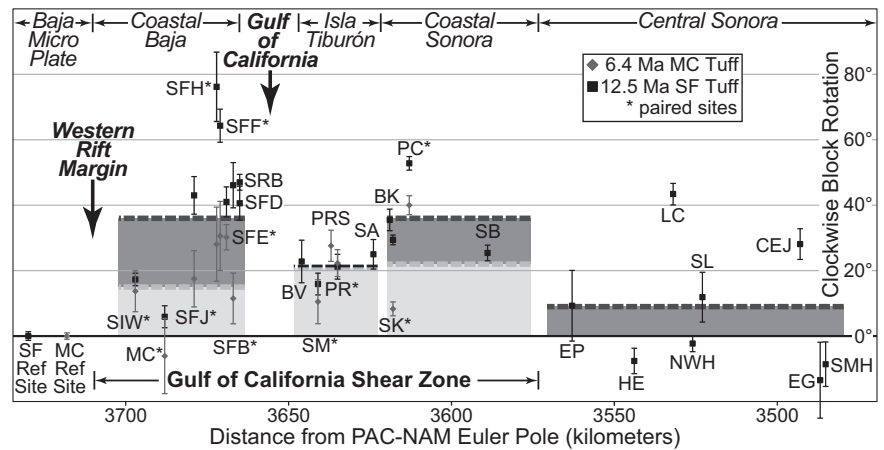 Baja
Micro
Plate
Coastal
Baja
Gulf
of
California
Isla
Tiburón
Coastal
Sonora
Central Sonora
6.4 Ma MC Tuff
12.5 Ma SF Tuff
* paired sites
80°
60°
40°
20°
0°
Clockwise Block Rotation
Western
Rift
Margin
SFH*
SFF*
SRB
SFD
SFE*
SIW*
SFJ*
MC*
SFB*
PRS
SA
BV
PR*
SM*
PC*
BK
SB
SK*
LC
CEJ
SL
EP
HE
NWH
EG
SMH
SF
Ref
Site
MC
Ref
Site
Gulf of California Shear Zone
3700
3650
3600
3550
3500
Distance from PAC-NAM Euler Pole (kilometers)